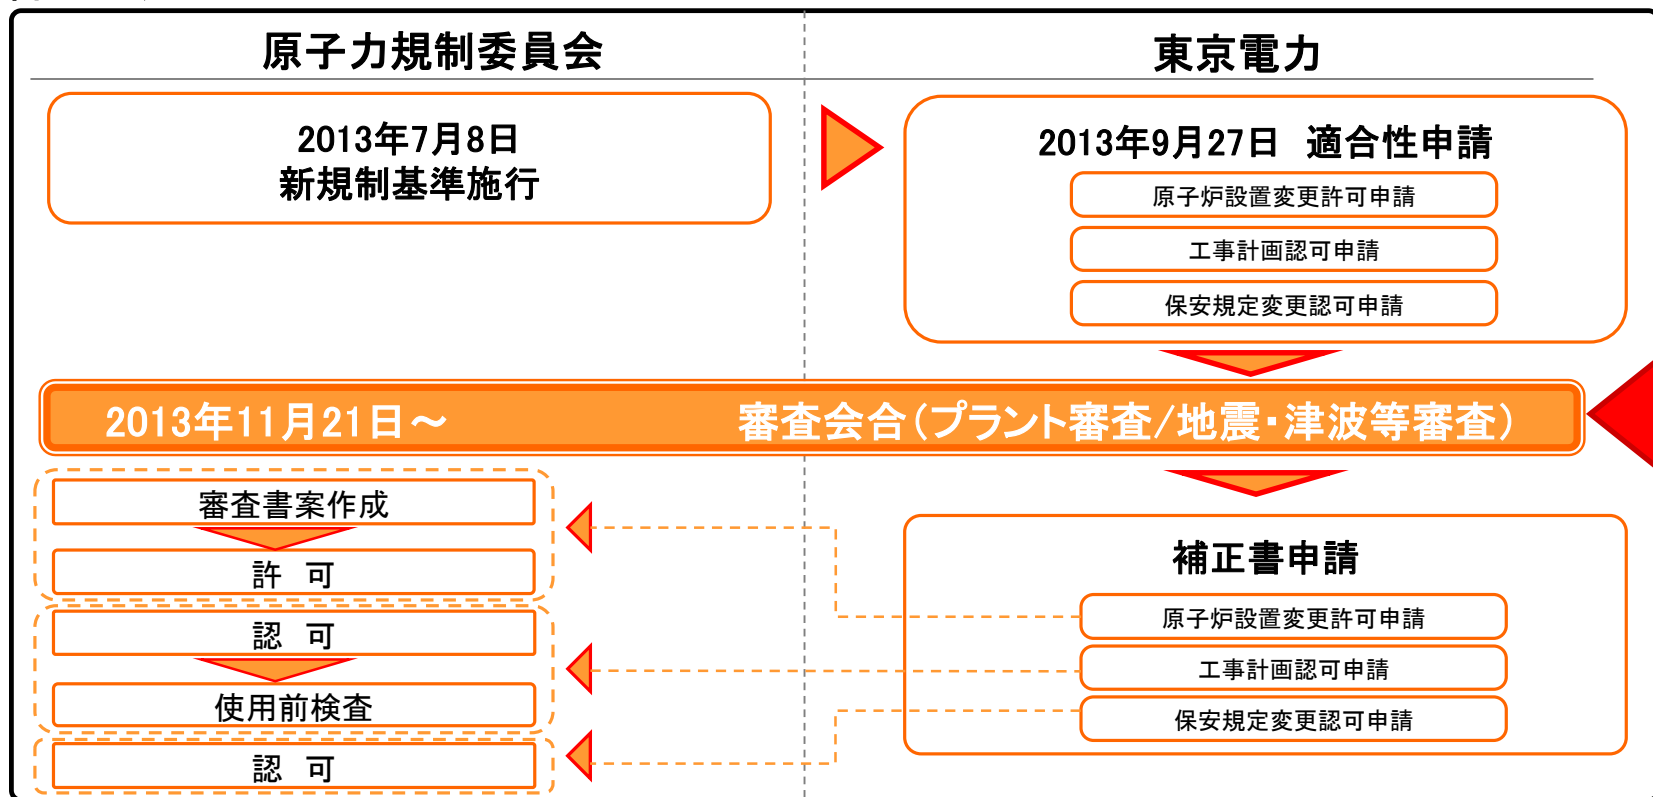 原子力規制委員会
東京電力
2013年7月8日
新規制基準施行
2013年9月27日 適合性申請
原子炉設置変更許可申請
工事計画認可申請
保安規定変更認可申請
2013年11月21日～ 審査会合(プラント審査/地震・津波等審査)
審査書案作成
許 可
認 可
使用前検査
認 可
補正書申請
原子炉設置変更許可申請
工事計画認可申請
保安規定変更認可申請